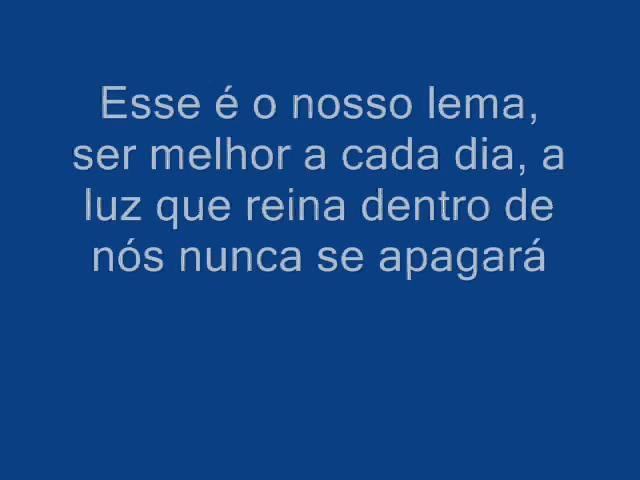 Esse é o nosso lema,
ser melhor a cada dia, a
luz que reina dentro de
nós nunca se apagará